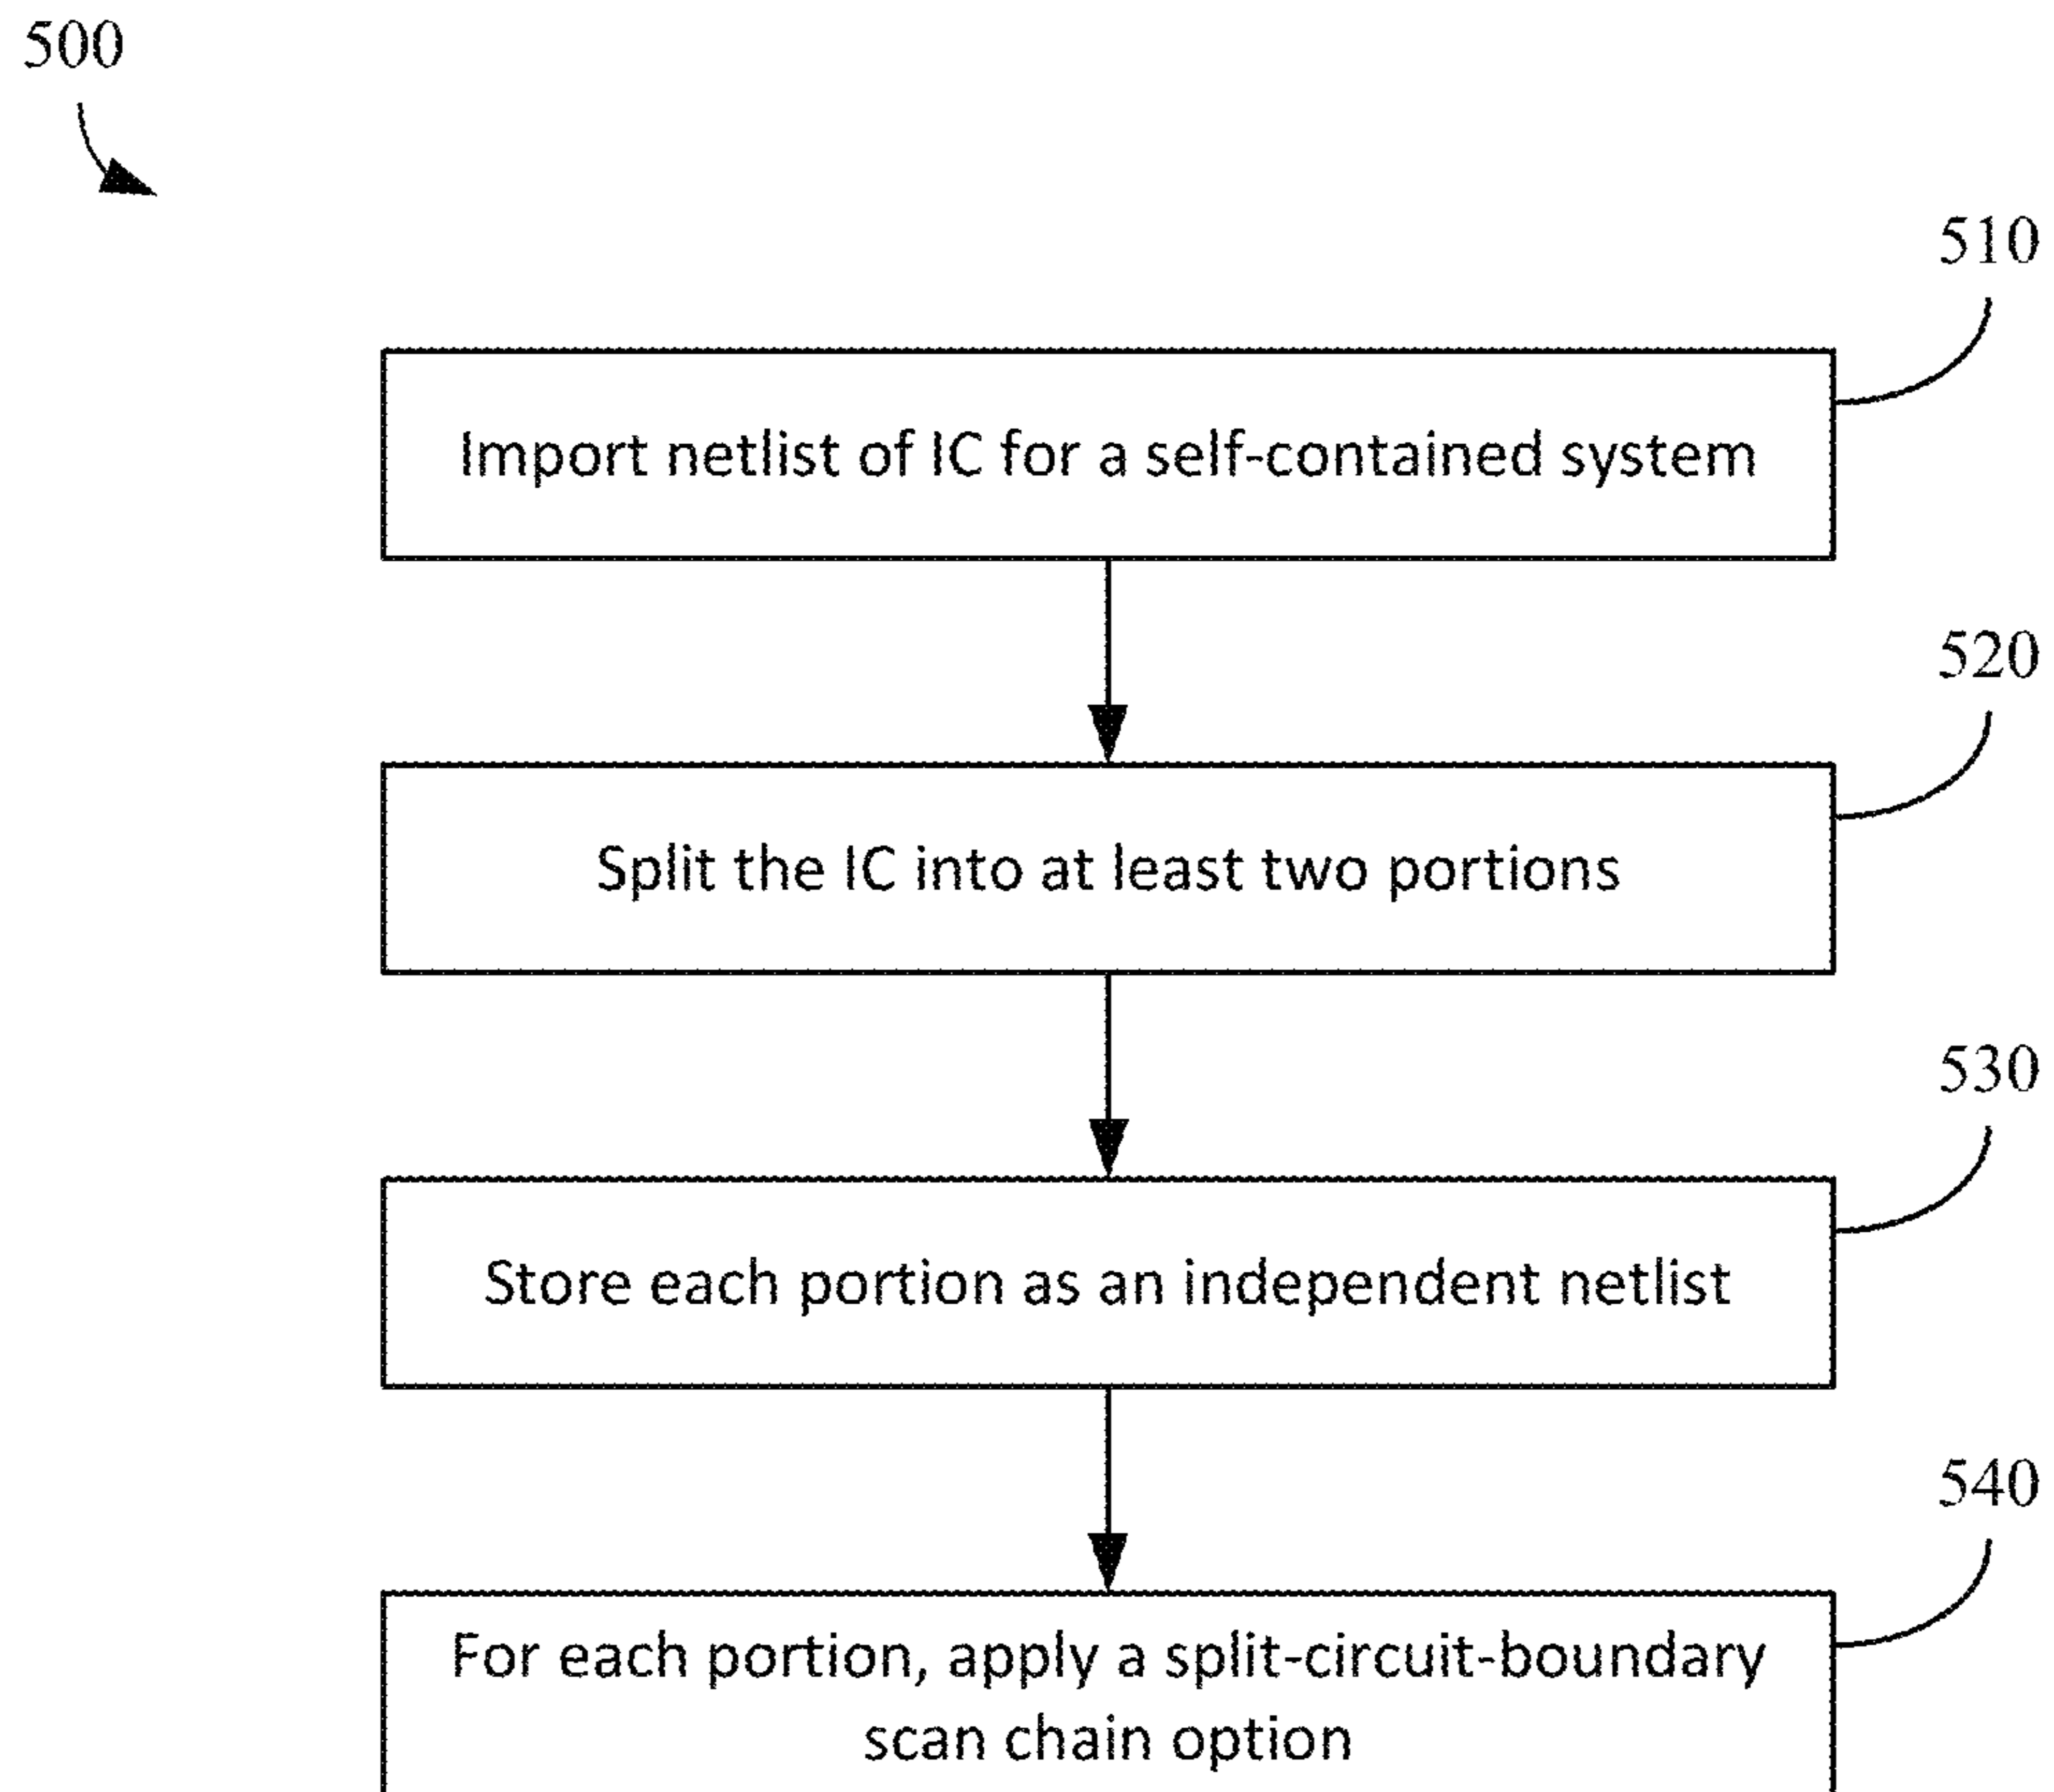 500
510
Import netlist of IC for a self-contained system
520
Split the IC into at least two portions
530
Store each portion as an independent netlist
540
For each portion, apply a split-circuit-boundary
scan chain option